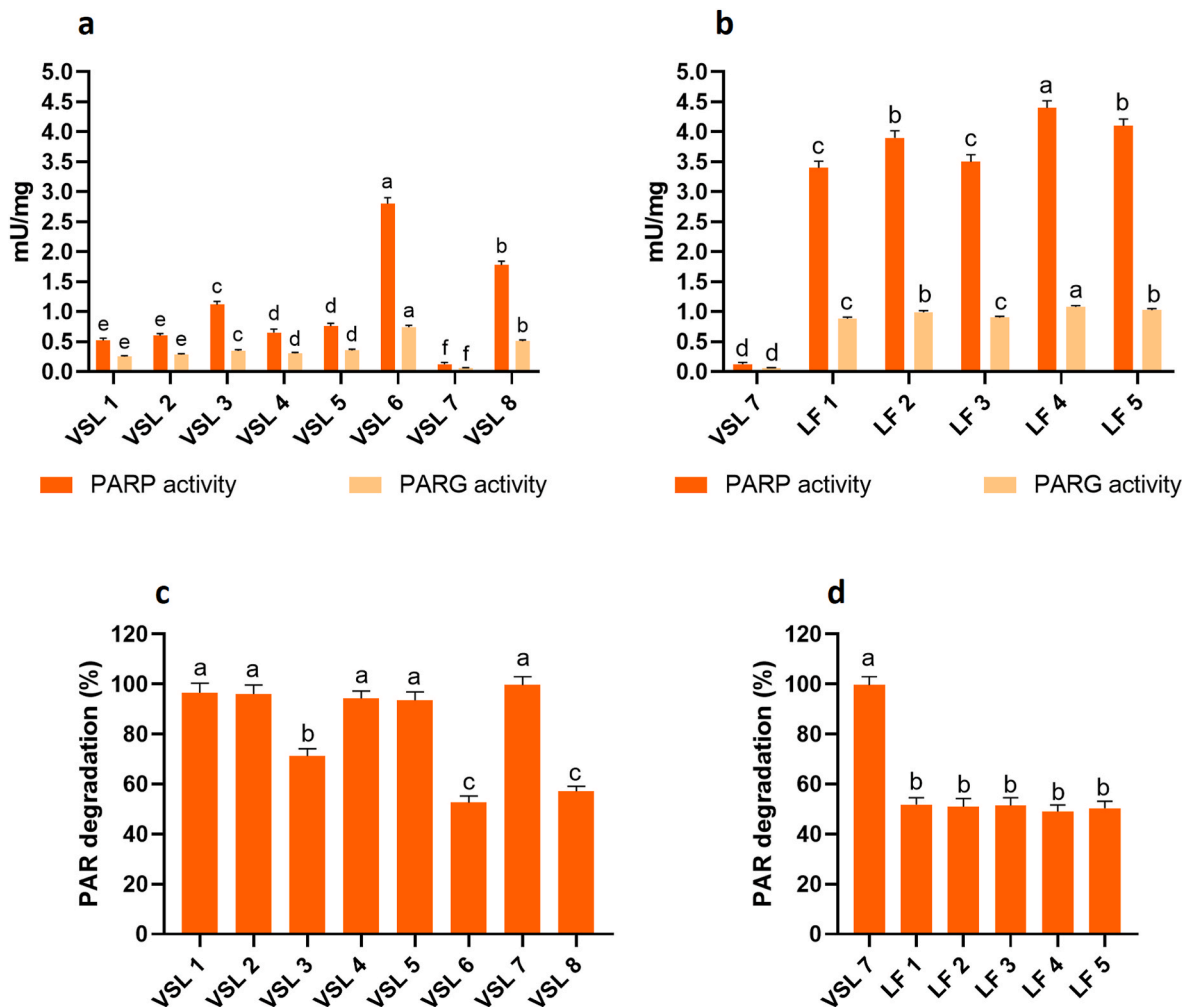 a
5.0
4.5
4.0
3.5
3.0
2.5
2.0
1.5
1.0
0.5
0.0
mU/mg
e e e e c c d d d d a a f f b b
VSL 1 VSL 2 VSL 3 VSL 4 VSL 5 VSL 6 VSL 7 VSL 8
PARP activity PARG activity
b
5.0
4.5
4.0
3.5
3.0
2.5
2.0
1.5
1.0
0.5
0.0
mU/mg
d d c c b b c c a a b b
VSL 7 LF 1 LF 2 LF 3 LF 4 LF 5
PARP activity PARG activity
c
120
100
80
60
40
20
0
PAR degradation (%)
a a b a a c a c
VSL 1 VSL 2 VSL 3 VSL 4 VSL 5 VSL 6 VSL 7 VSL 8
d
120
100
80
60
40
20
0
PAR degradation (%)
a b b b b b
VSL 7 LF 1 LF 2 LF 3 LF 4 LF 5